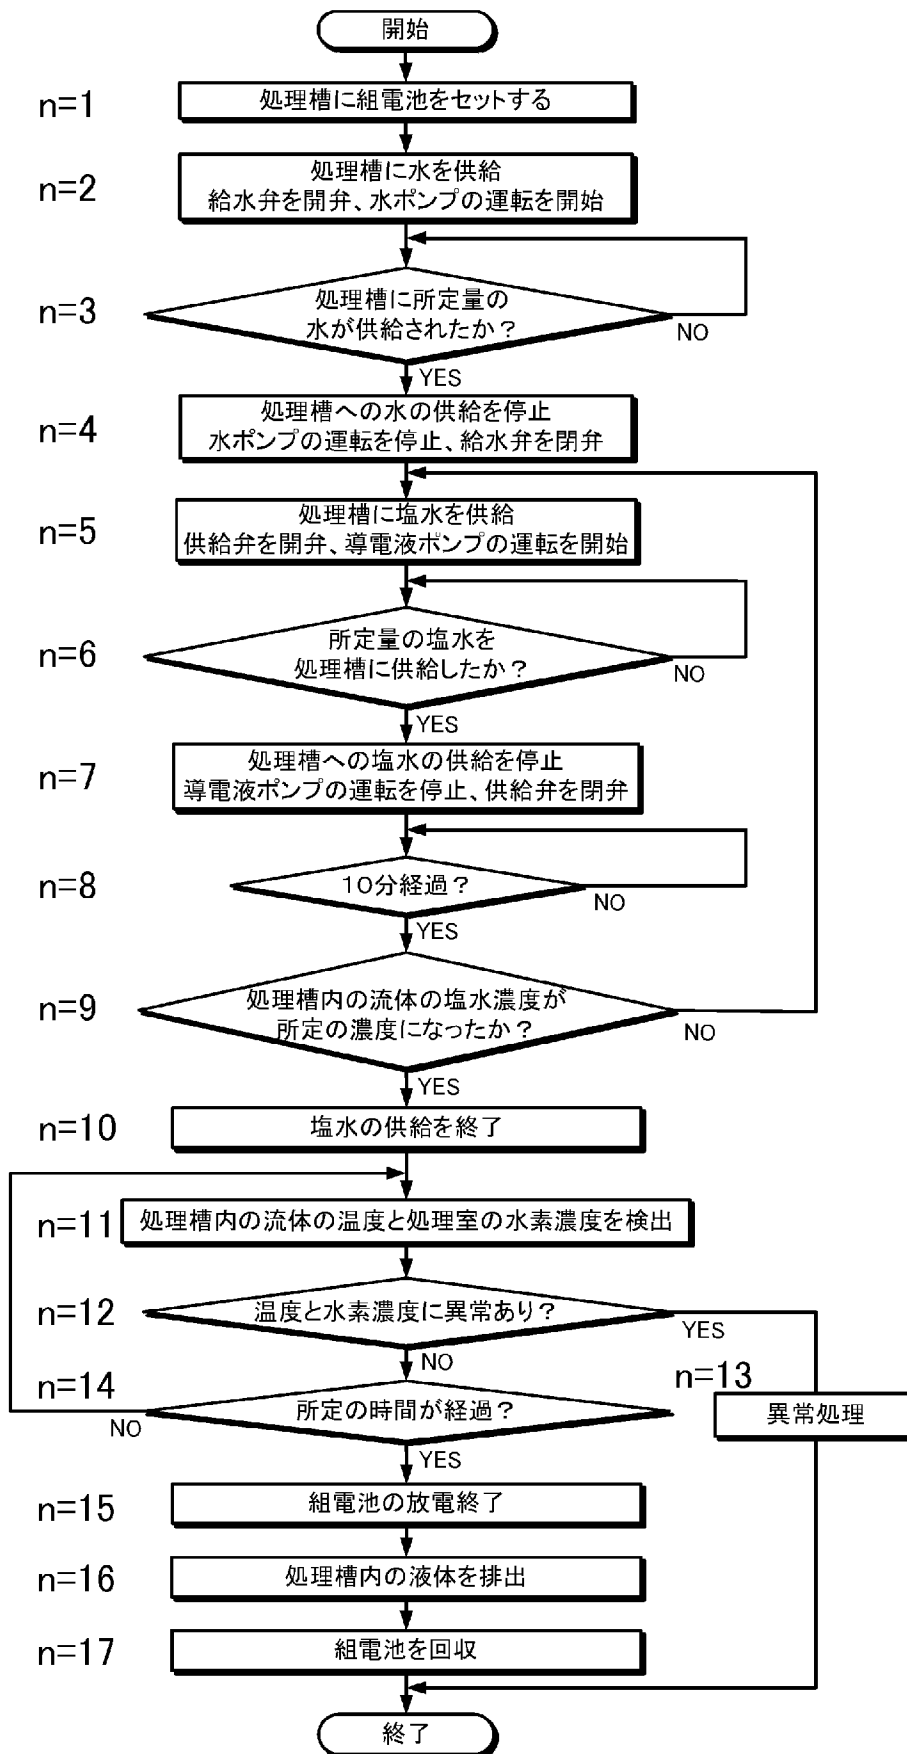 開始
n=1
処理槽に組電池をセットする
n=2
処理槽に水を供給
給水弁を開弁、水ポンプの運転を開始
n=3
処理槽に所定量の
水が供給されたか？
NO
YES
n=4
処理槽への水の供給を停止
水ポンプの運転を停止、給水弁を閉弁
n=5
処理槽に塩水を供給
供給弁を開弁、導電液ポンプの運転を開始
n=6
所定量の塩水を
処理槽に供給したか？
NO
YES
n=7
処理槽への塩水の供給を停止
導電液ポンプの運転を停止、供給弁を閉弁
n=8
10分経過？
NO
YES
n=9
処理槽内の流体の塩水濃度が
所定の濃度になったか？
NO
YES
n=10
塩水の供給を終了
n=11
処理槽内の流体の温度と処理室の水素濃度を検出
n=12
温度と水素濃度に異常あり？
YES
NO
n=13
異常処理
n=14
所定の時間が経過？
NO
YES
n=15
組電池の放電終了
n=16
処理槽内の液体を排出
n=17
組電池を回収
終了